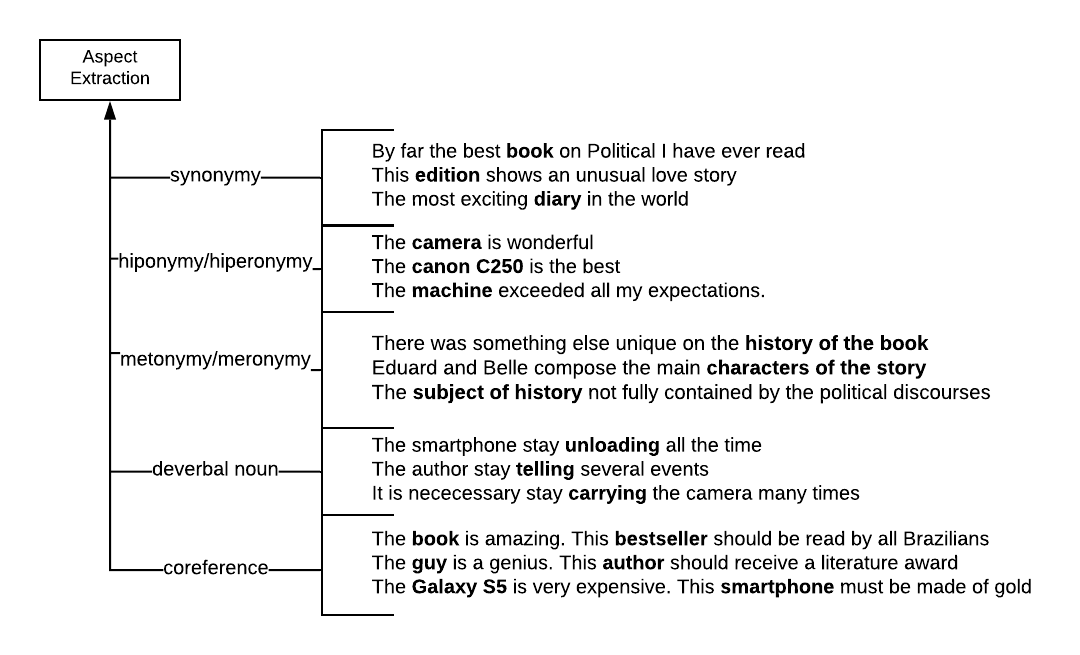 Aspect
Extraction
synonymy
By far the best book on Political I have ever read
This edition shows an unusual love story
The most exciting diary in the world
hiponymy/hiperonymy
The camera is wonderful
The canon C250 is the best
The machine exceeded all my expectations.
metonymy/meronymy
There was something else unique on the history of the book
Eduard and Belle compose the main characters of the story
The subject of history not fully contained by the political discourses
deverbal noun
The smartphone stay unloading all the time
The author stay telling several events
It is nececessary stay carrying the camera many times
coreference
The book is amazing. This bestseller should be read by all Brazilians
The guy is a genius. This author should receive a literature award
The Galaxy S5 is very expensive. This smartphone must be made of gold